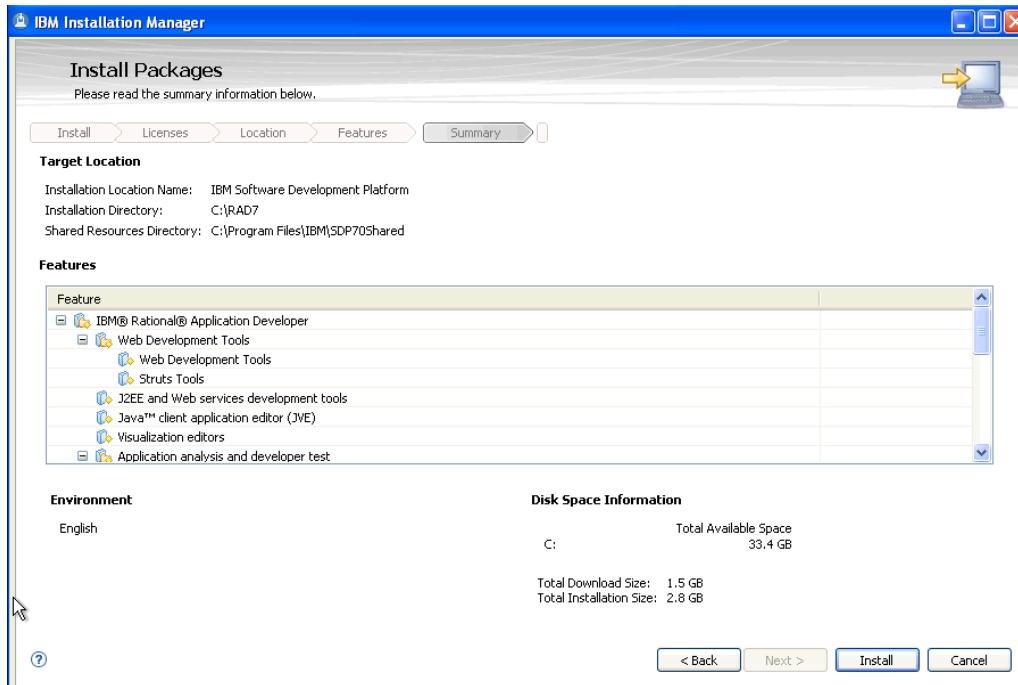 IBM Installation Manager
Install Packages
Please read the summary information below.
Install Licenses Location Features Summary
Target Location
Installation Location Name: IBM Software Development Platform
Installation Directory: C:\RAD7
Shared Resources Directory: C:\Program Files\IBM\SDP70Shared
Features
Feature
IBM® Rational® Application Developer
Web Development Tools
Web Development Tools
Struts Tools
J2EE and Web services development tools
Java™ client application editor (JVE)
Visualization editors
Application analysis and developer test
Environment
English
Disk Space Information
Total Available Space
C: 33.4 GB
Total Download Size: 1.5 GB
Total Installation Size: 2.8 GB
?
< Back Next > Install Cancel